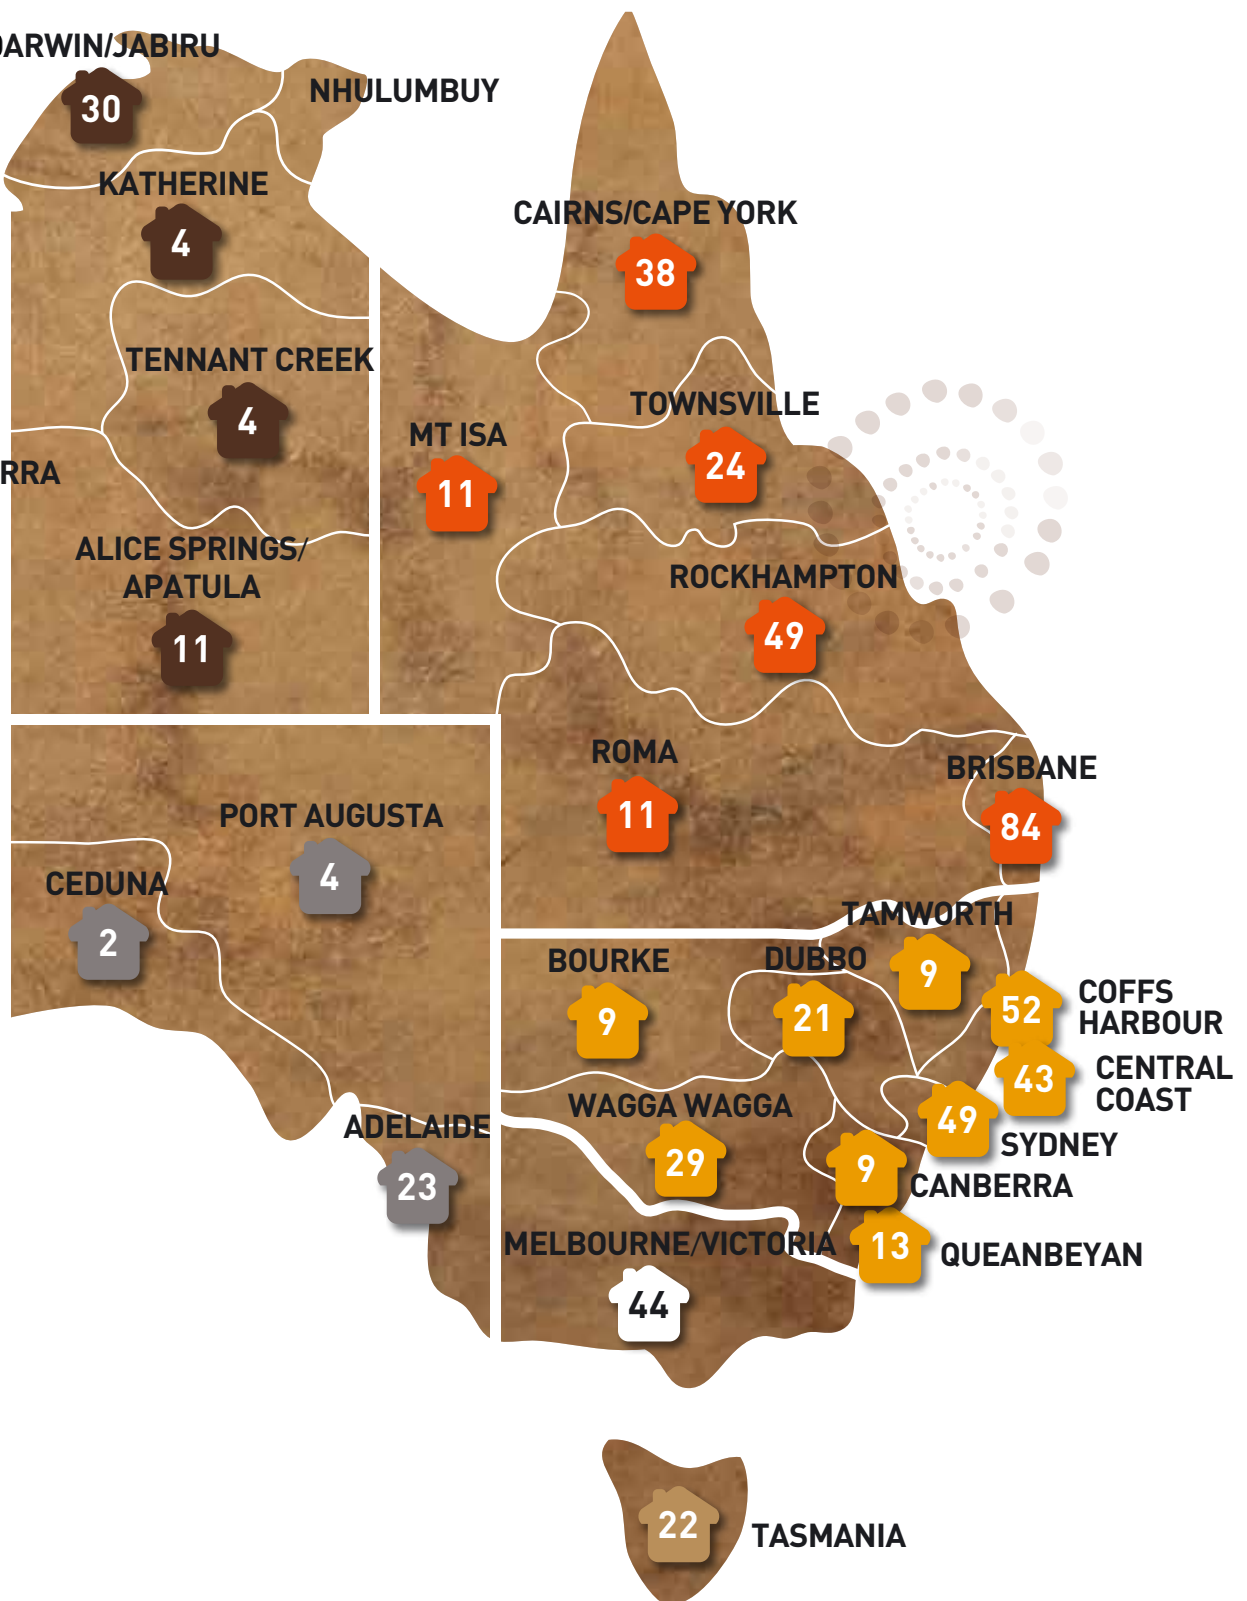 DARWIN/JABIRU
30
NHULUMBUY
KATHERINE
4
CAIRNS/CAPE YORK
38
TENNANT CREEK
4
TOWNSVILLE
24
MT ISA
11
RRA
ALICE SPRINGS/
APATULA
11
ROCKHAMPTON
49
ROMA
11
BRISBANE
84
PORT AUGUSTA
4
CEDUNA
2
TAMWORTH
9
BOURKE
9
DUBBO
21
52
COFFS
HARBOUR
43
CENTRAL
COAST
WAGGA WAGGA
29
49
SYDNEY
ADELAIDE
23
9
CANBERRA
MELBOURNE/VICTORIA
44
13
QUEANBEYAN
22
TASMANIA